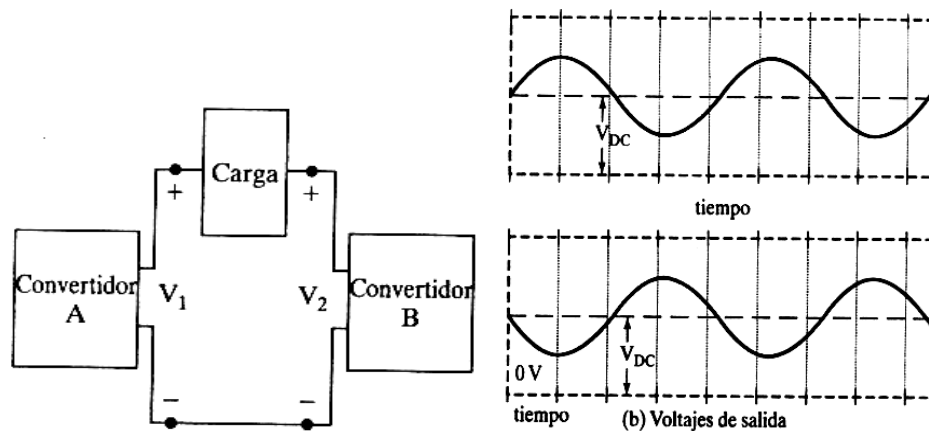 Carga
+
+
Convertidor
A
V1
V2
Convertidor
B
−
−
VDC
tiempo
VDC
0 V
tiempo
(b) Voltajes de salida